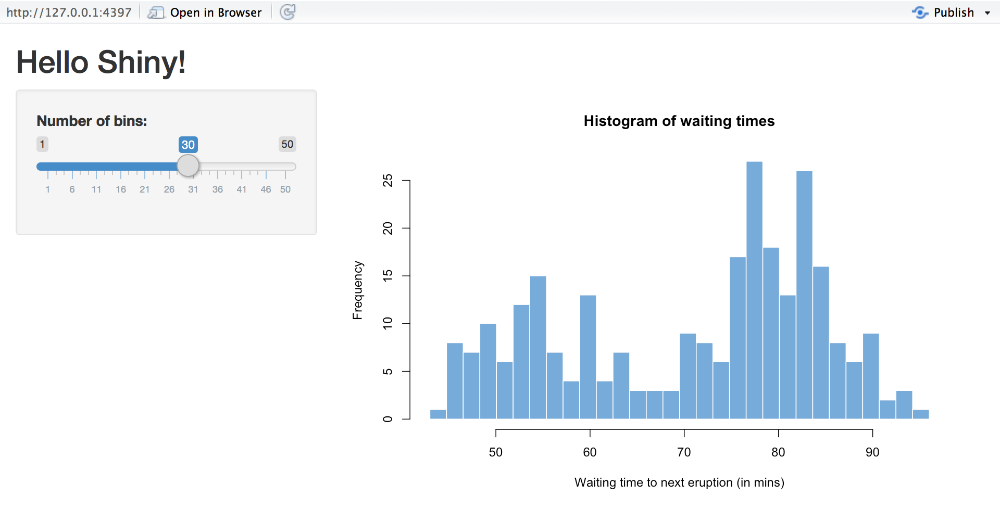 http://127.0.0.1:4397 Open in Browser Publish
Hello Shiny!
Number of bins:
1 30 50
1 6 11 16 21 26 31 36 41 46 50
Histogram of waiting times
Frequency
25
20
15
10
5
0
50 60 70 80 90
Waiting time to next eruption (in mins)